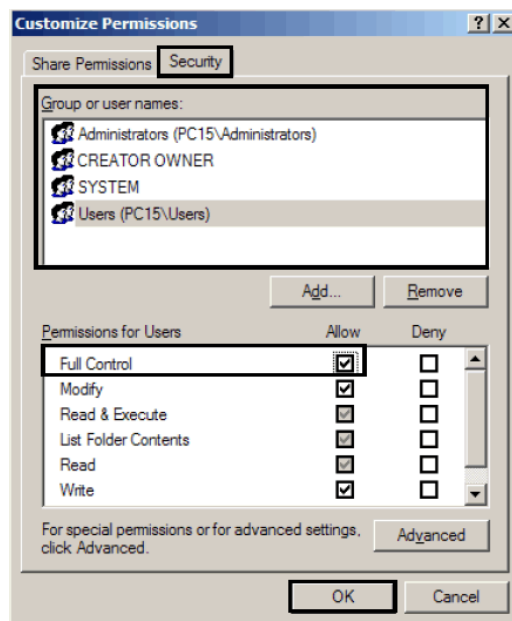 Customize Permissions
Share Permissions Security
Group or user names:
Administrators (PC15\Administrators)
CREATOR OWNER
SYSTEM
Users (PC15\Users)
Add... Remove
Permissions for Users Allow Deny
Full Control
Modify
Read & Execute
List Folder Contents
Read
Write
For special permissions or for advanced settings,
click Advanced.
Advanced
OK Cancel